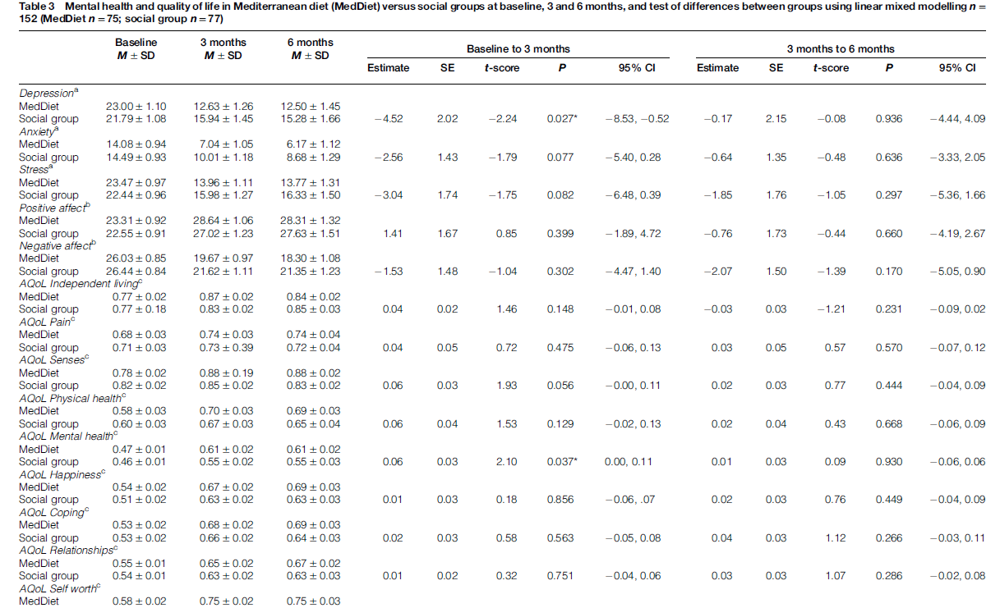 Table 3 Mental health and quality of life in Mediterranean diet (MedDiet) versus social groups at baseline, 3 and 6 months, and test of differences between groups using linear mixed modelling n =
152 (MedDiet n = 75; social group n = 77)
Baseline 3 months 6 months Baseline to 3 months 3 months to 6 months
M ± SD M ± SD M ± SD Estimate SE t-score P 95% CI Estimate SE t-score P 95% CI
Depressionᵃ
MedDiet 23.00 ± 1.10 12.63 ± 1.26 12.50 ± 1.45
Social group 21.79 ± 1.08 15.94 ± 1.45 15.28 ± 1.66 −4.52 2.02 −2.24 0.027* −8.53, −0.52 −0.17 2.15 −0.08 0.936 −4.44, 4.09
Anxietyᵃ
MedDiet 14.08 ± 0.94 7.04 ± 1.05 6.17 ± 1.12
Social group 14.49 ± 0.93 10.01 ± 1.18 8.68 ± 1.29 −2.56 1.43 −1.79 0.077 −5.40, 0.28 −0.64 1.35 −0.48 0.636 −3.33, 2.05
Stressᵃ
MedDiet 23.47 ± 0.97 13.96 ± 1.11 13.77 ± 1.31
Social group 22.44 ± 0.96 15.98 ± 1.27 16.33 ± 1.50 −3.04 1.74 −1.75 0.082 −6.48, 0.39 −1.85 1.76 −1.05 0.297 −5.36, 1.66
Positive affectᵇ
MedDiet 23.31 ± 0.92 28.64 ± 1.06 28.31 ± 1.32
Social group 22.55 ± 0.91 27.02 ± 1.23 27.63 ± 1.51 1.41 1.67 0.85 0.399 −1.89, 4.72 −0.76 1.73 −0.44 0.660 −4.19, 2.67
Negative affectᵇ
MedDiet 26.03 ± 0.85 19.67 ± 0.97 18.30 ± 1.08
Social group 26.44 ± 0.84 21.62 ± 1.11 21.35 ± 1.23 −1.53 1.48 −1.04 0.302 −4.47, 1.40 −2.07 1.50 −1.39 0.170 −5.05, 0.90
AQoL Independent livingᶜ
MedDiet 0.77 ± 0.02 0.87 ± 0.02 0.84 ± 0.02
Social group 0.77 ± 0.18 0.83 ± 0.02 0.85 ± 0.03 0.04 0.02 1.46 0.148 −0.01, 0.08 −0.03 0.03 −1.21 0.231 −0.09, 0.02
AQoL Painᶜ
MedDiet 0.68 ± 0.03 0.74 ± 0.03 0.74 ± 0.04
Social group 0.71 ± 0.03 0.73 ± 0.39 0.72 ± 0.04 0.04 0.05 0.72 0.475 −0.06, 0.13 0.03 0.05 0.57 0.570 −0.07, 0.12
AQoL Sensesᶜ
MedDiet 0.78 ± 0.02 0.88 ± 0.19 0.88 ± 0.02
Social group 0.82 ± 0.02 0.85 ± 0.02 0.83 ± 0.02 0.06 0.03 1.93 0.056 −0.00, 0.11 0.02 0.03 0.77 0.444 −0.04, 0.09
AQoL Physical healthᶜ
MedDiet 0.58 ± 0.03 0.70 ± 0.03 0.69 ± 0.03
Social group 0.60 ± 0.03 0.67 ± 0.03 0.65 ± 0.04 0.06 0.04 1.53 0.129 −0.02, 0.13 0.02 0.04 0.43 0.668 −0.06, 0.09
AQoL Mental healthᶜ
MedDiet 0.47 ± 0.01 0.61 ± 0.02 0.61 ± 0.02
Social group 0.46 ± 0.01 0.55 ± 0.02 0.55 ± 0.03 0.06 0.03 2.10 0.037* 0.00, 0.11 0.01 0.03 0.09 0.930 −0.06, 0.06
AQoL Happinessᶜ
MedDiet 0.54 ± 0.02 0.67 ± 0.02 0.69 ± 0.03
Social group 0.51 ± 0.02 0.63 ± 0.02 0.63 ± 0.03 0.01 0.03 0.18 0.856 −0.06, .07 0.02 0.03 0.76 0.449 −0.04, 0.09
AQoL Copingᶜ
MedDiet 0.53 ± 0.02 0.68 ± 0.02 0.69 ± 0.03
Social group 0.53 ± 0.02 0.66 ± 0.02 0.64 ± 0.03 0.02 0.03 0.58 0.563 −0.05, 0.08 0.04 0.03 1.12 0.266 −0.03, 0.11
AQoL Relationshipsᶜ
MedDiet 0.55 ± 0.01 0.65 ± 0.02 0.67 ± 0.02
Social group 0.54 ± 0.01 0.63 ± 0.02 0.63 ± 0.03 0.01 0.02 0.32 0.751 −0.04, 0.06 0.03 0.03 1.07 0.286 −0.02, 0.08
AQoL Self worthᶜ
MedDiet 0.58 ± 0.02 0.75 ± 0.02 0.75 ± 0.03